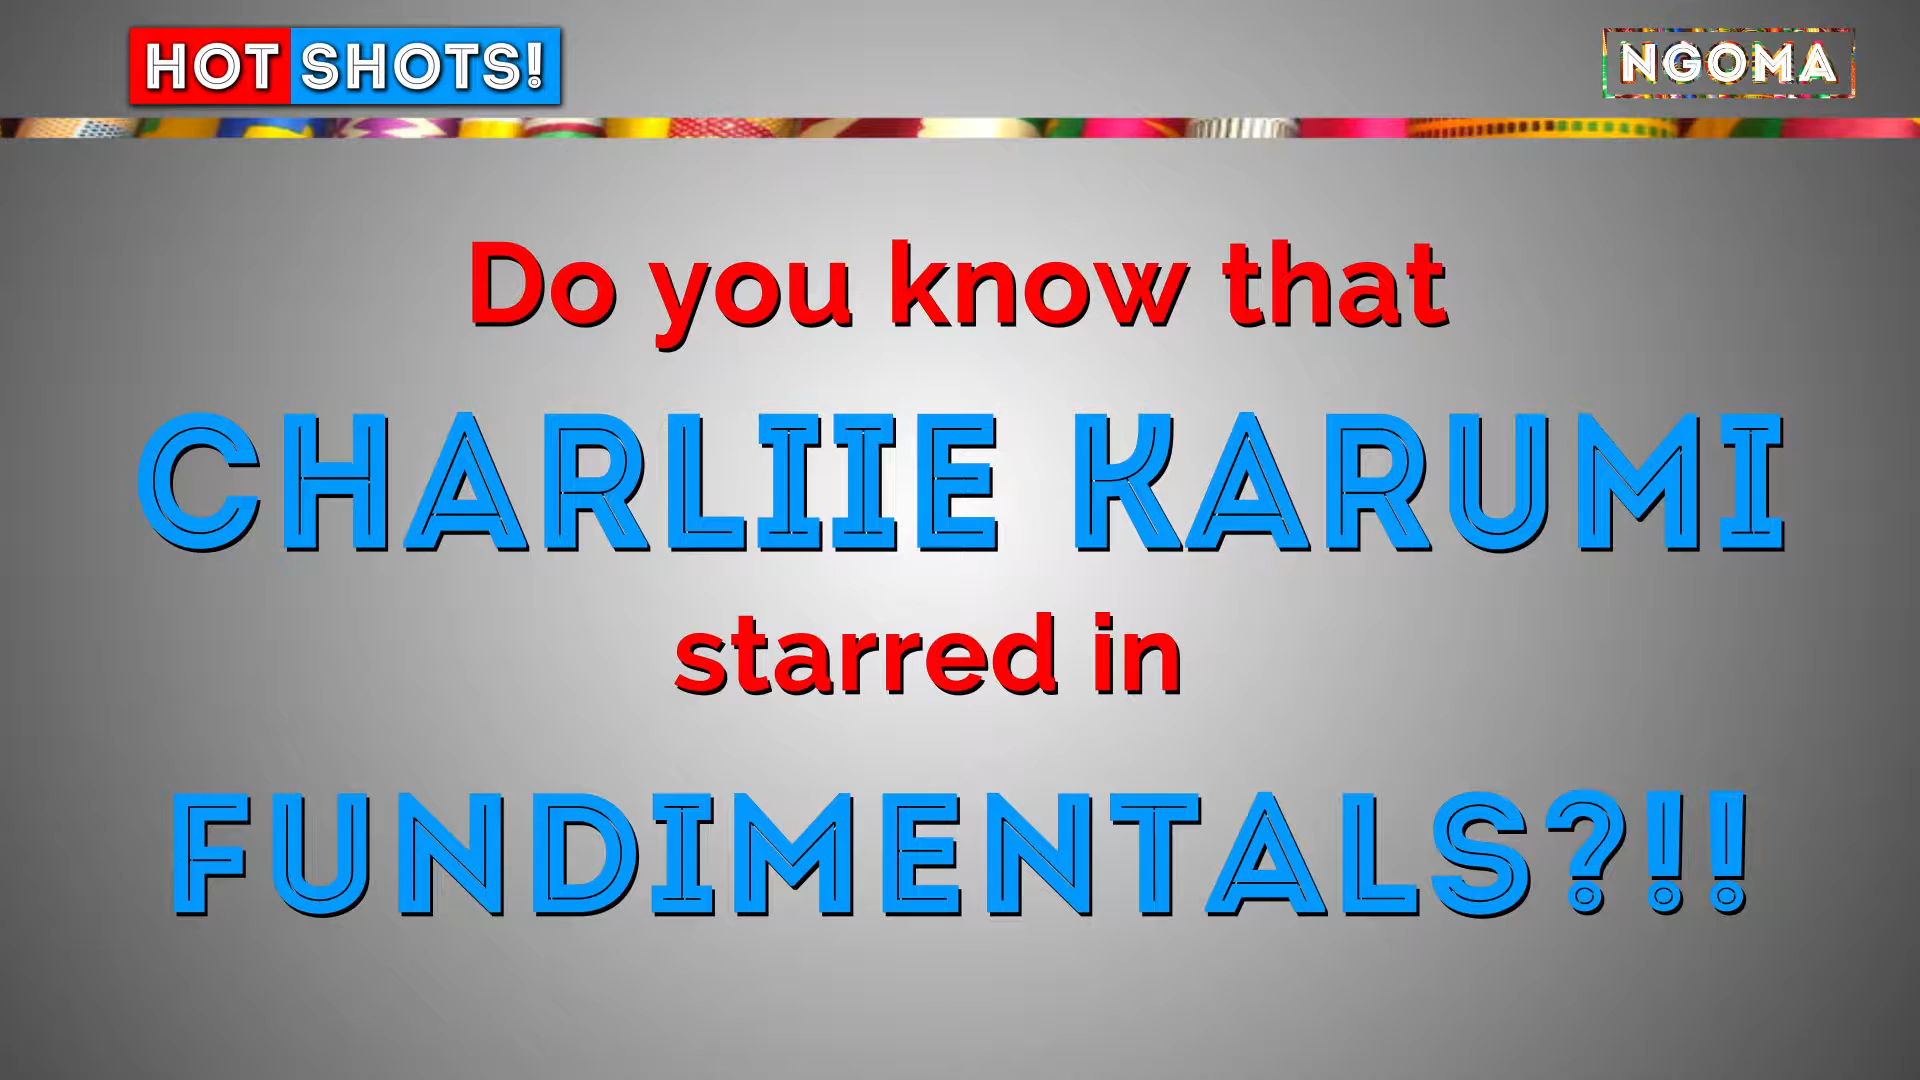 HOT SHOTS!
NGOMA
Do you know that
CHARLIIE KARUMI
starred in
FUNDIMENTALS?!!